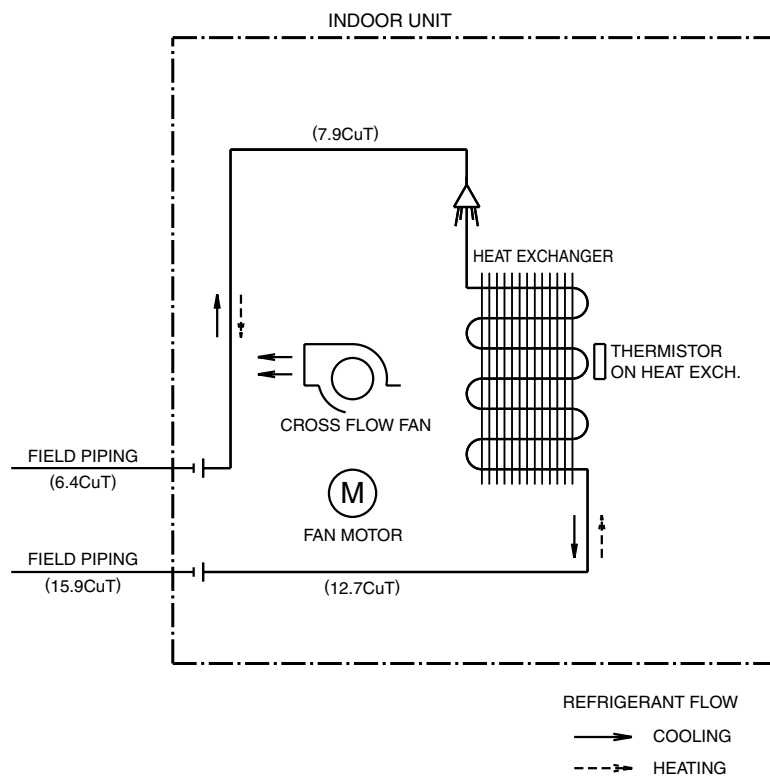 INDOOR UNIT
(7.9CuT)
HEAT EXCHANGER
THERMISTOR
ON HEAT EXCH.
CROSS FLOW FAN
FIELD PIPING
(6.4CuT)
M
FAN MOTOR
FIELD PIPING
(15.9CuT)
(12.7CuT)
REFRIGERANT FLOW
COOLING
HEATING